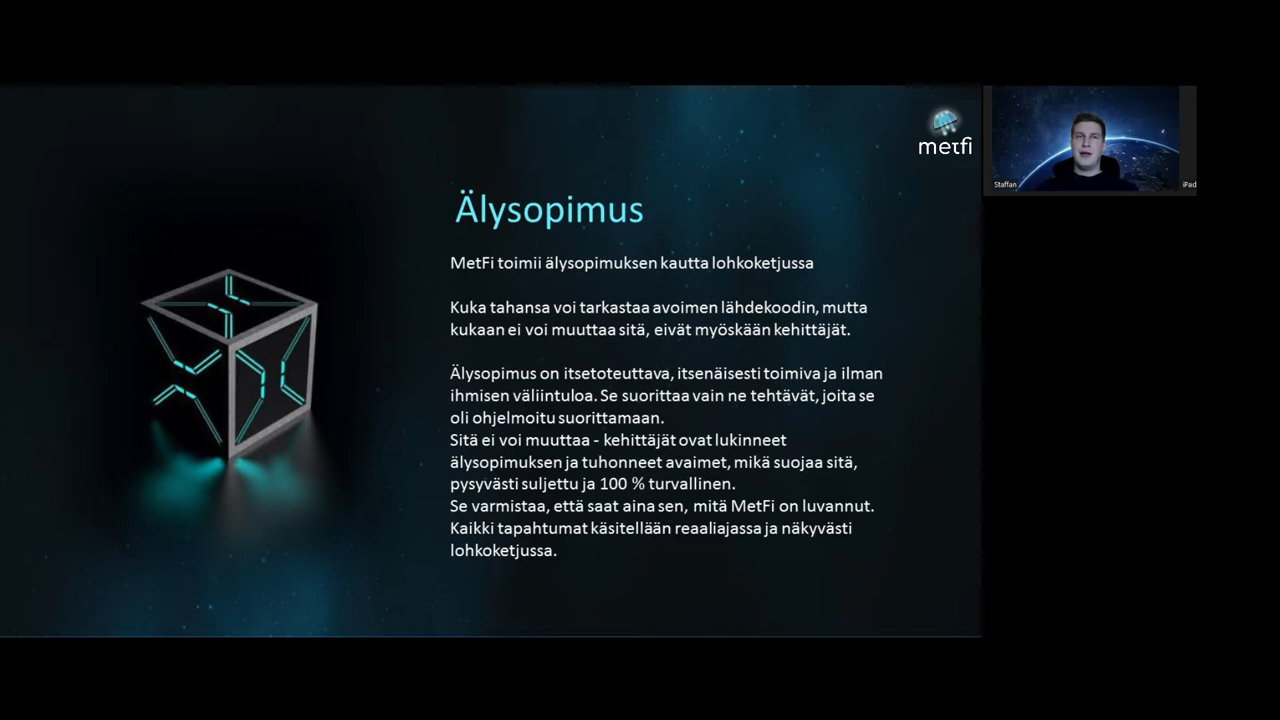 metfi
Älysopimus
MetFi toimii älysopimuksen kautta lohkoketjussa
Kuka tahansa voi tarkastaa avoimen lähdekoodin, mutta
kukaan ei voi muuttaa sitä, eivät myöskään kehittäjät.
Älysopimus on itsetoteuttava, itsenäisesti toimiva ja ilman
ihmisen väliintuloa. Se suorittaa vain ne tehtävät, joita se
oli ohjelmoitu suorittamaan.
Sitä ei voi muuttaa - kehittäjät ovat lukinneet
älysopimuksen ja tuhonneet avaimet, mikä suojaa sitä,
pysyvästi suljettu ja 100 % turvallinen.
Se varmistaa, että saat aina sen, mitä MetFi on luvannut.
Kaikki tapahtumat käsitellään reaaliajassa ja näkyvästi
lohkoketjussa.
Staffan
iPad